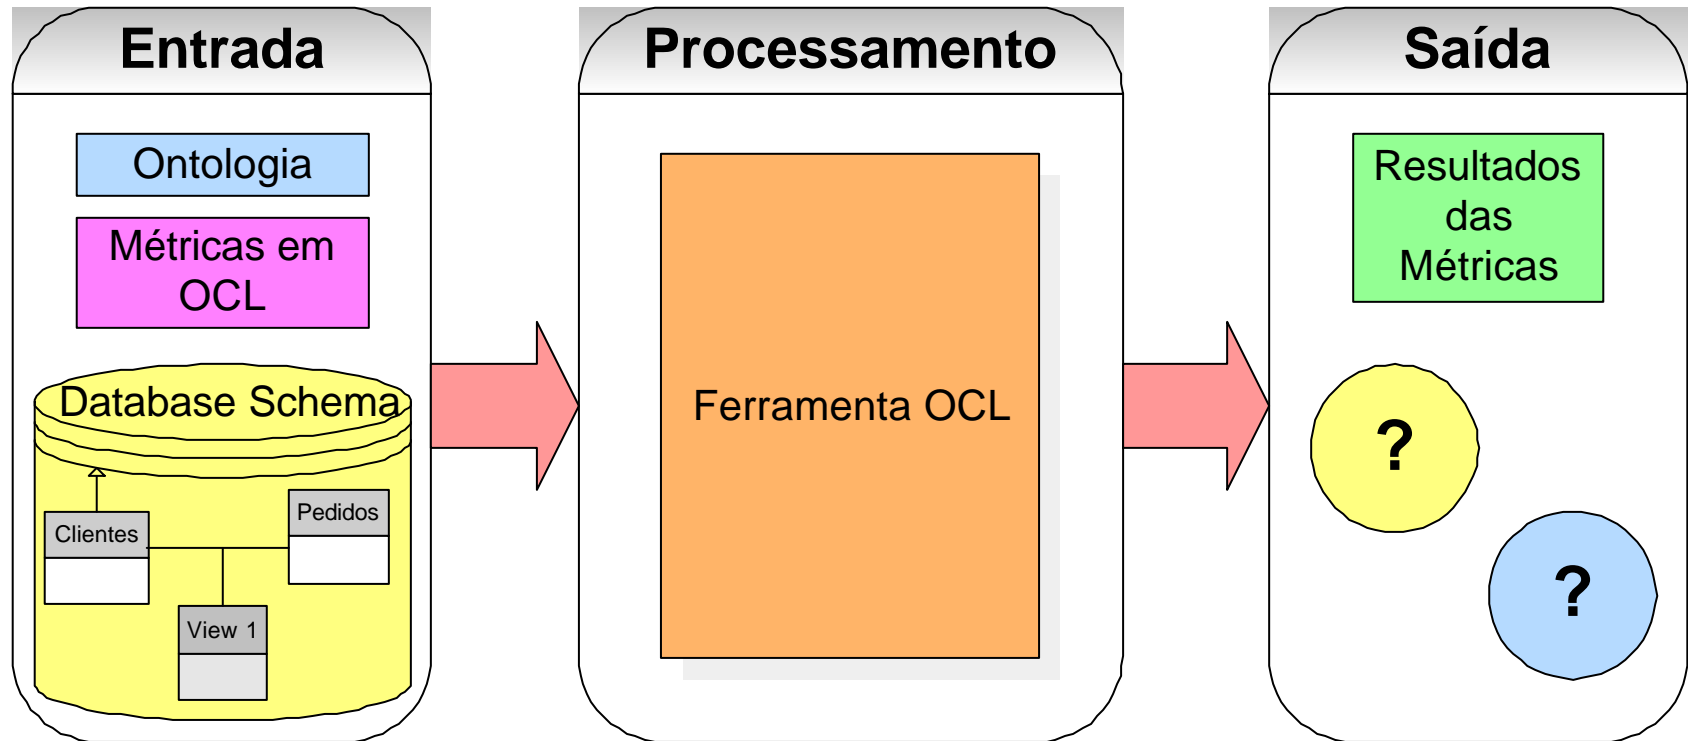 Entrada
Ontologia
Métricas em
OCL
Database Schema
Clientes
Pedidos
View 1
Processamento
Ferramenta OCL
Saída
Resultados
das
Métricas
?
?